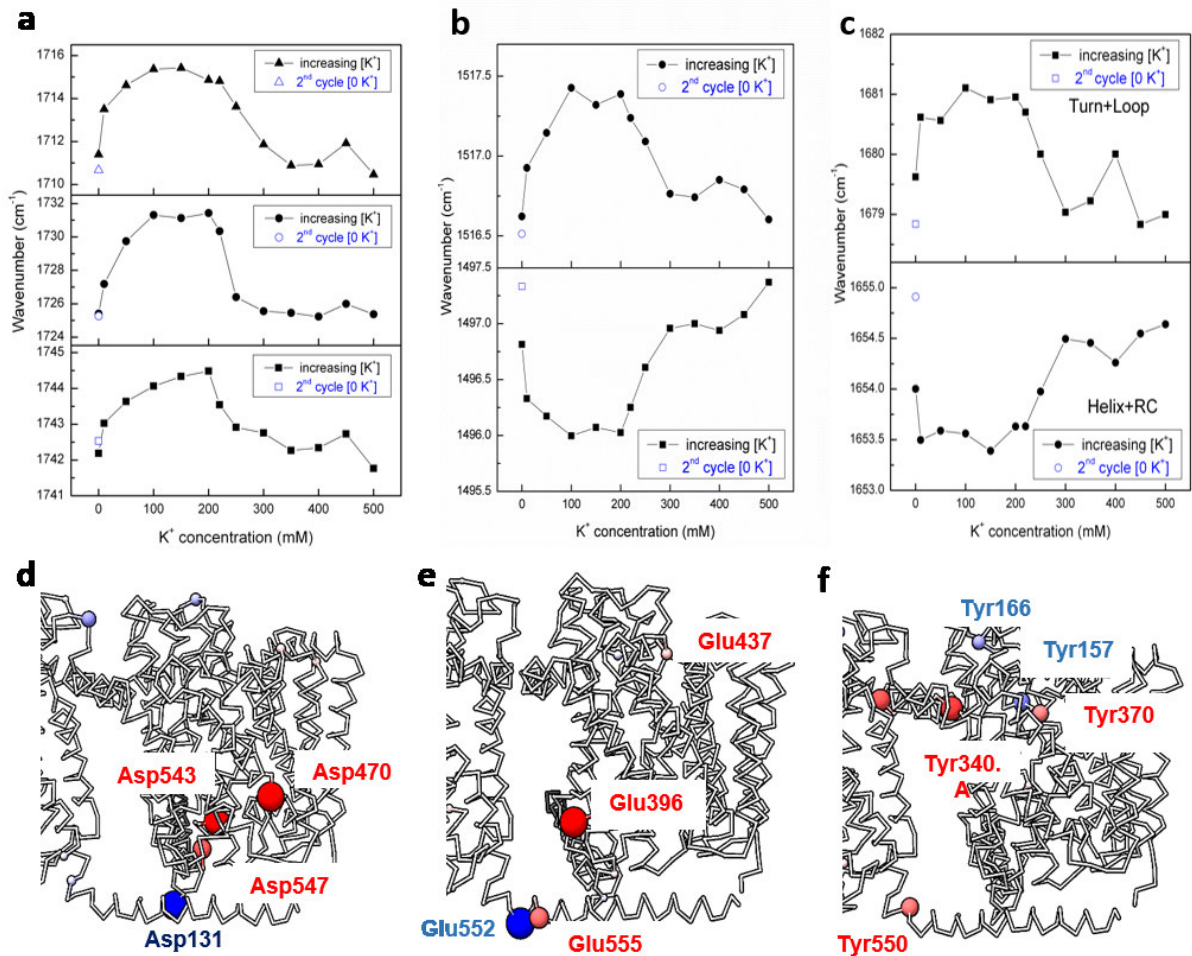 a
1716
1714
1711
1710
increasing [K⁺]
2ⁿᵈ cycle [0 K⁺]
1732
1730
1728
1726
1724
increasing [K⁺]
2ⁿᵈ cycle [0 K⁺]
1745
1744
1743
1742
1741
increasing [K⁺]
2ⁿᵈ cycle [0 K⁺]
Wavenumber (cm⁻¹)
0 100 200 300 400 500
K⁺ concentration (mM)
b
1517.5
1517.0
1516.5
increasing [K⁺]
2ⁿᵈ cycle [0 K⁺]
1497.5
1497.0
1496.5
1496.0
1495.5
increasing [K⁺]
2ⁿᵈ cycle [0 K⁺]
Wavenumber (cm⁻¹)
0 100 200 300 400 500
K⁺ concentration (mM)
c
1682
1681
1680
1679
increasing [K⁺]
2ⁿᵈ cycle [0 K⁺]
Turn+Loop
1655.0
1654.5
1654.0
1653.5
1653.0
Helix+RC
increasing [K⁺]
2ⁿᵈ cycle [0 K⁺]
Wavenumber (cm⁻¹)
0 100 200 300 400 500
K⁺ concentration (mM)
d
Asp543
Asp470
Asp547
Asp131
e
Glu437
Glu396
Glu552
Glu555
f
Tyr166
Tyr157
Tyr370
Tyr340.
A
Tyr550